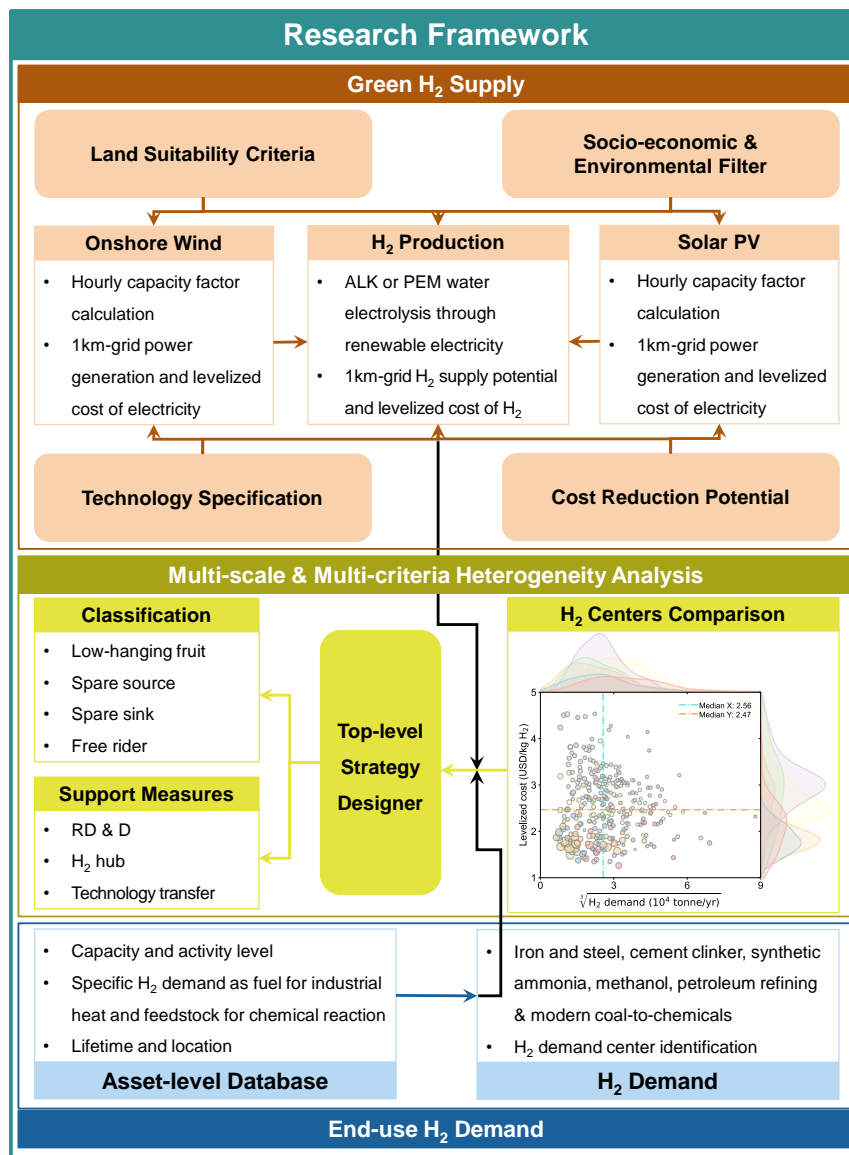 Research Framework
Green H₂ Supply
Land Suitability Criteria
Socio-economic &
Environmental Filter
Onshore Wind
• Hourly capacity factor
calculation
• 1km-grid power
generation and levelized
cost of electricity
H₂ Production
• ALK or PEM water
electrolysis through
renewable electricity
• 1km-grid H₂ supply potential
and levelized cost of H₂
Solar PV
• Hourly capacity factor
calculation
• 1km-grid power
generation and levelized
cost of electricity
Technology Specification
Cost Reduction Potential
Multi-scale & Multi-criteria Heterogeneity Analysis
Classification
• Low-hanging fruit
• Spare source
• Spare sink
• Free rider
Support Measures
• RD & D
• H₂ hub
• Technology transfer
Top-level
Strategy
Designer
H₂ Centers Comparison
Median X: 2.56
Median Y: 2.47
Levelized cost (USD/kg H₂)
5
4
3
2
1
0 3 6 9
∛H₂ demand (10⁴ tonne/yr)
• Capacity and activity level
• Specific H₂ demand as fuel for industrial
heat and feedstock for chemical reaction
• Lifetime and location
Asset-level Database
• Iron and steel, cement clinker, synthetic
ammonia, methanol, petroleum refining
& modern coal-to-chemicals
• H₂ demand center identification
H₂ Demand
End-use H₂ Demand